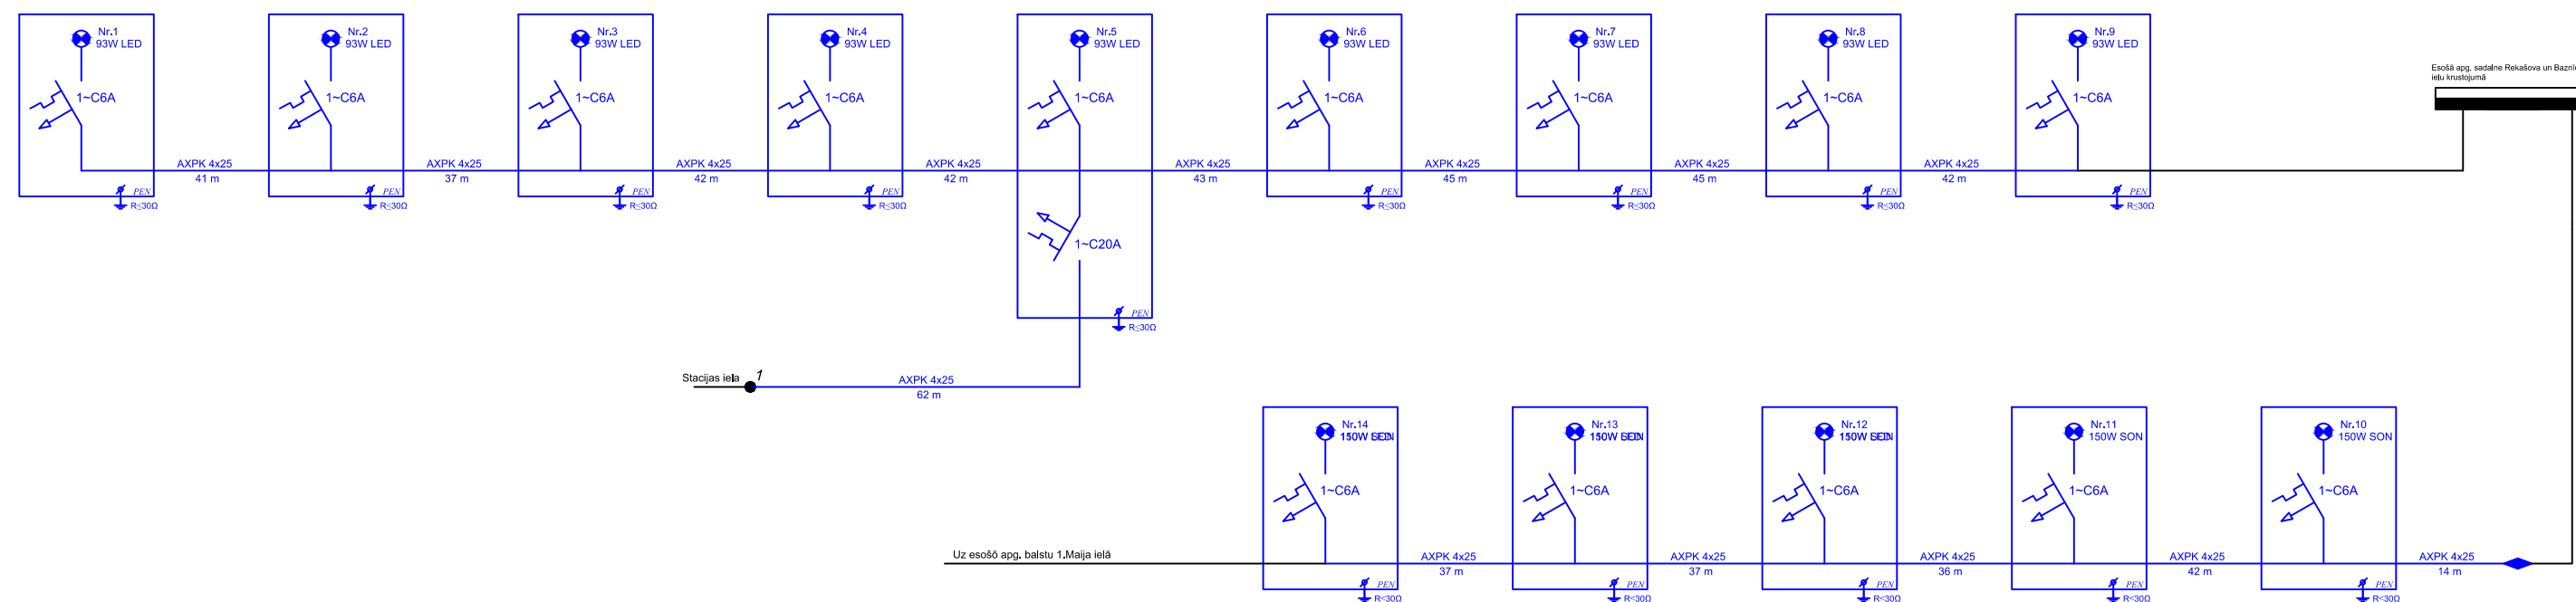 Nr.1
93W LED
1~C6A
PEN
R≤30Ω
AXPK 4x25
41 m
Nr.2
93W LED
1~C6A
PEN
R≤30Ω
AXPK 4x25
37 m
Nr.3
93W LED
1~C6A
PEN
R≤30Ω
AXPK 4x25
42 m
Nr.4
93W LED
1~C6A
PEN
R≤30Ω
AXPK 4x25
42 m
Nr.5
93W LED
1~C6A
1~C20A
PEN
R≤30Ω
AXPK 4x25
43 m
Nr.6
93W LED
1~C6A
PEN
R≤30Ω
AXPK 4x25
45 m
Nr.7
93W LED
1~C6A
PEN
R≤30Ω
AXPK 4x25
45 m
Nr.8
93W LED
1~C6A
PEN
R≤30Ω
AXPK 4x25
42 m
Nr.9
93W LED
1~C6A
PEN
R≤30Ω
Esošā apg. sadalne Rekašova un
ielu krustojumā
Stacijas iela
1
AXPK 4x25
62 m
Uz esošō apg. balstu 1.Maija ielā
Nr.14
1~C6A
PEN
R≤30Ω
AXPK 4x25
37 m
Nr.13
1~C6A
PEN
R≤30Ω
AXPK 4x25
37 m
Nr.12
1~C6A
PEN
R≤30Ω
AXPK 4x25
36 m
Nr.11
150W SON
1~C6A
PEN
R≤30Ω
AXPK 4x25
42 m
Nr.10
150W SON
1~C6A
PEN
R≤30Ω
AXPK 4x25
14 m